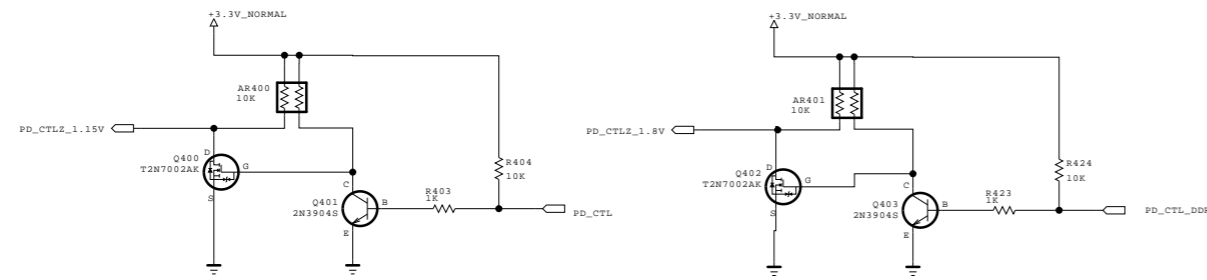 +3.3V_NORMAL
AR400
10K
PD_CTLZ_1.15V
D
Q400
T2N7002AK
G
S
R404
10K
C
Q401
2N3904S
B
E
R403
1K
PD_CTL
+3.3V_NORMAL
AR401
10K
PD_CTLZ_1.8V
D
Q402
T2N7002AK
G
S
R424
10K
C
Q403
2N3904S
B
E
R423
1K